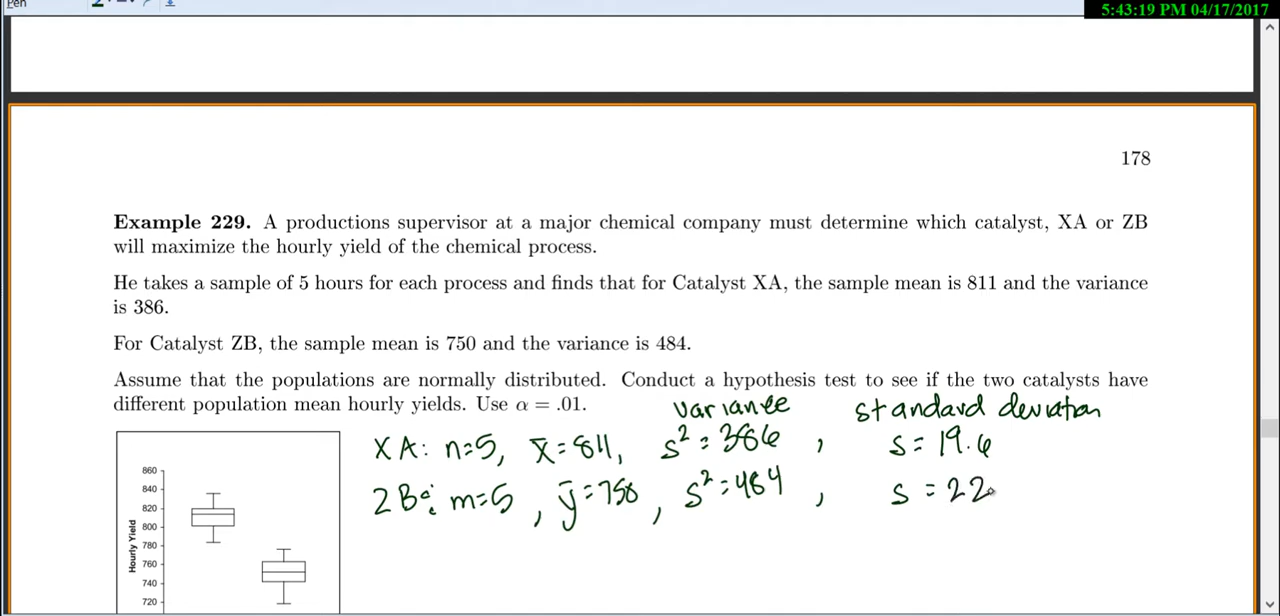 Pen
5:43:19 PM 04/17/2017
178
Example 229. A productions supervisor at a major chemical company must determine which catalyst, XA or ZB
will maximize the hourly yield of the chemical process.
He takes a sample of 5 hours for each process and finds that for Catalyst XA, the sample mean is 811 and the variance
is 386.
For Catalyst ZB, the sample mean is 750 and the variance is 484.
Assume that the populations are normally distributed. Conduct a hypothesis test to see if the two catalysts have
different population mean hourly yields. Use α = .01.
variance standard deviation
XA: n=5, x̄=811, s²=386, s=19.6
ZB: m=5, ȳ=750, s²=484, s=22
860
840
820
800
780
760
740
720
Hourly Yield